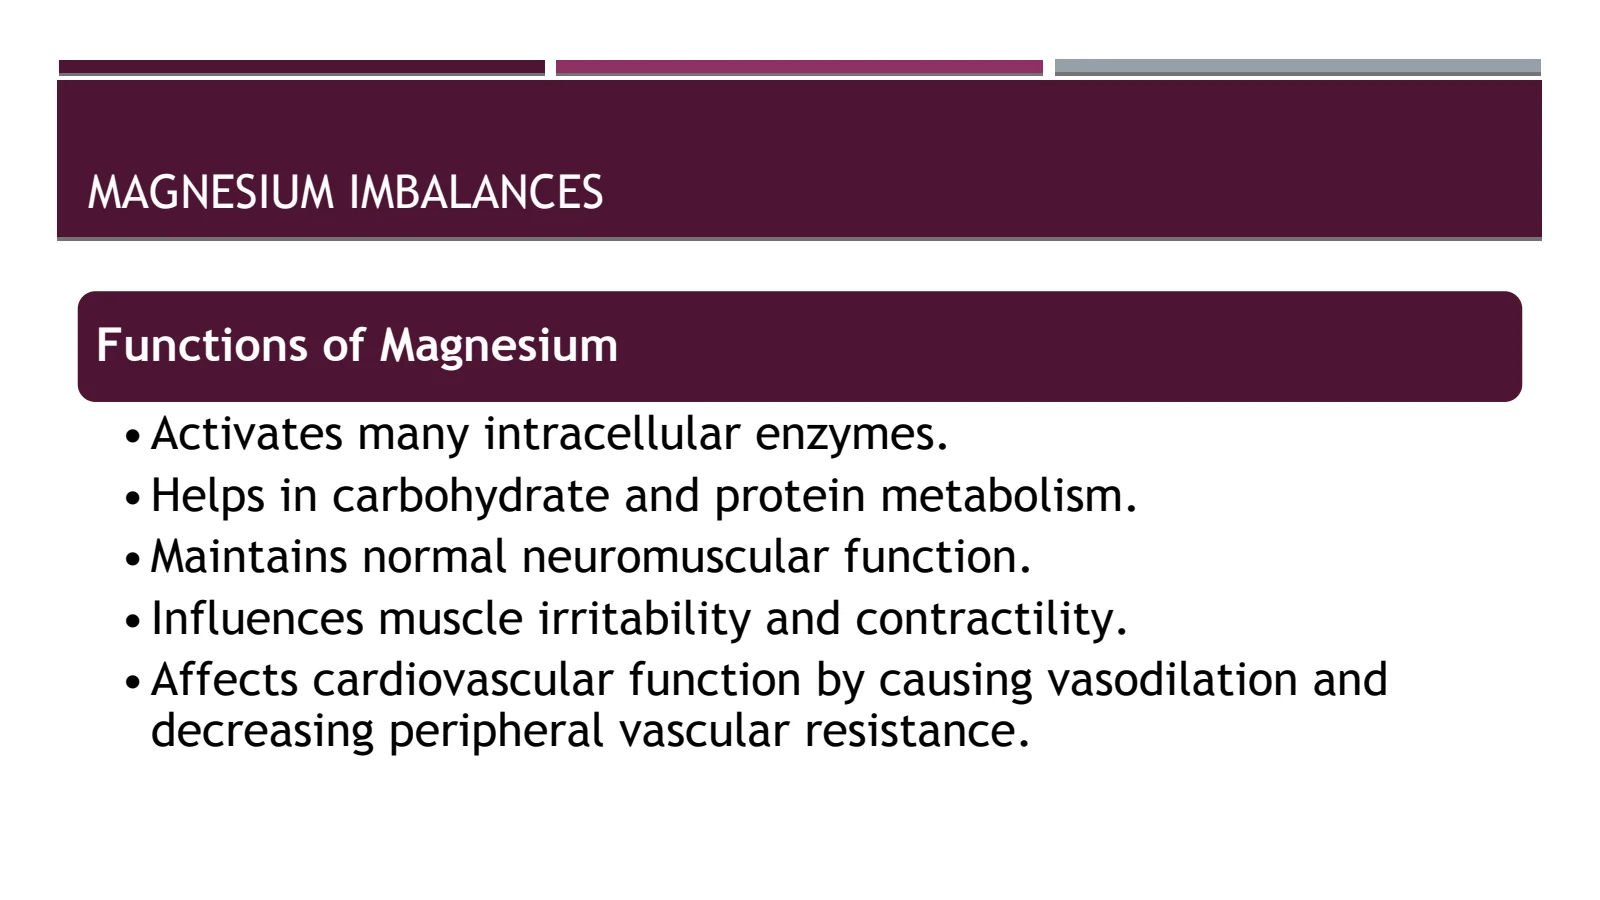 MAGNESIUM IMBALANCES
Functions of Magnesium
• Activates many intracellular enzymes.
• Helps in carbohydrate and protein metabolism.
• Maintains normal neuromuscular function.
• Influences muscle irritability and contractility.
• Affects cardiovascular function by causing vasodilation and
decreasing peripheral vascular resistance.